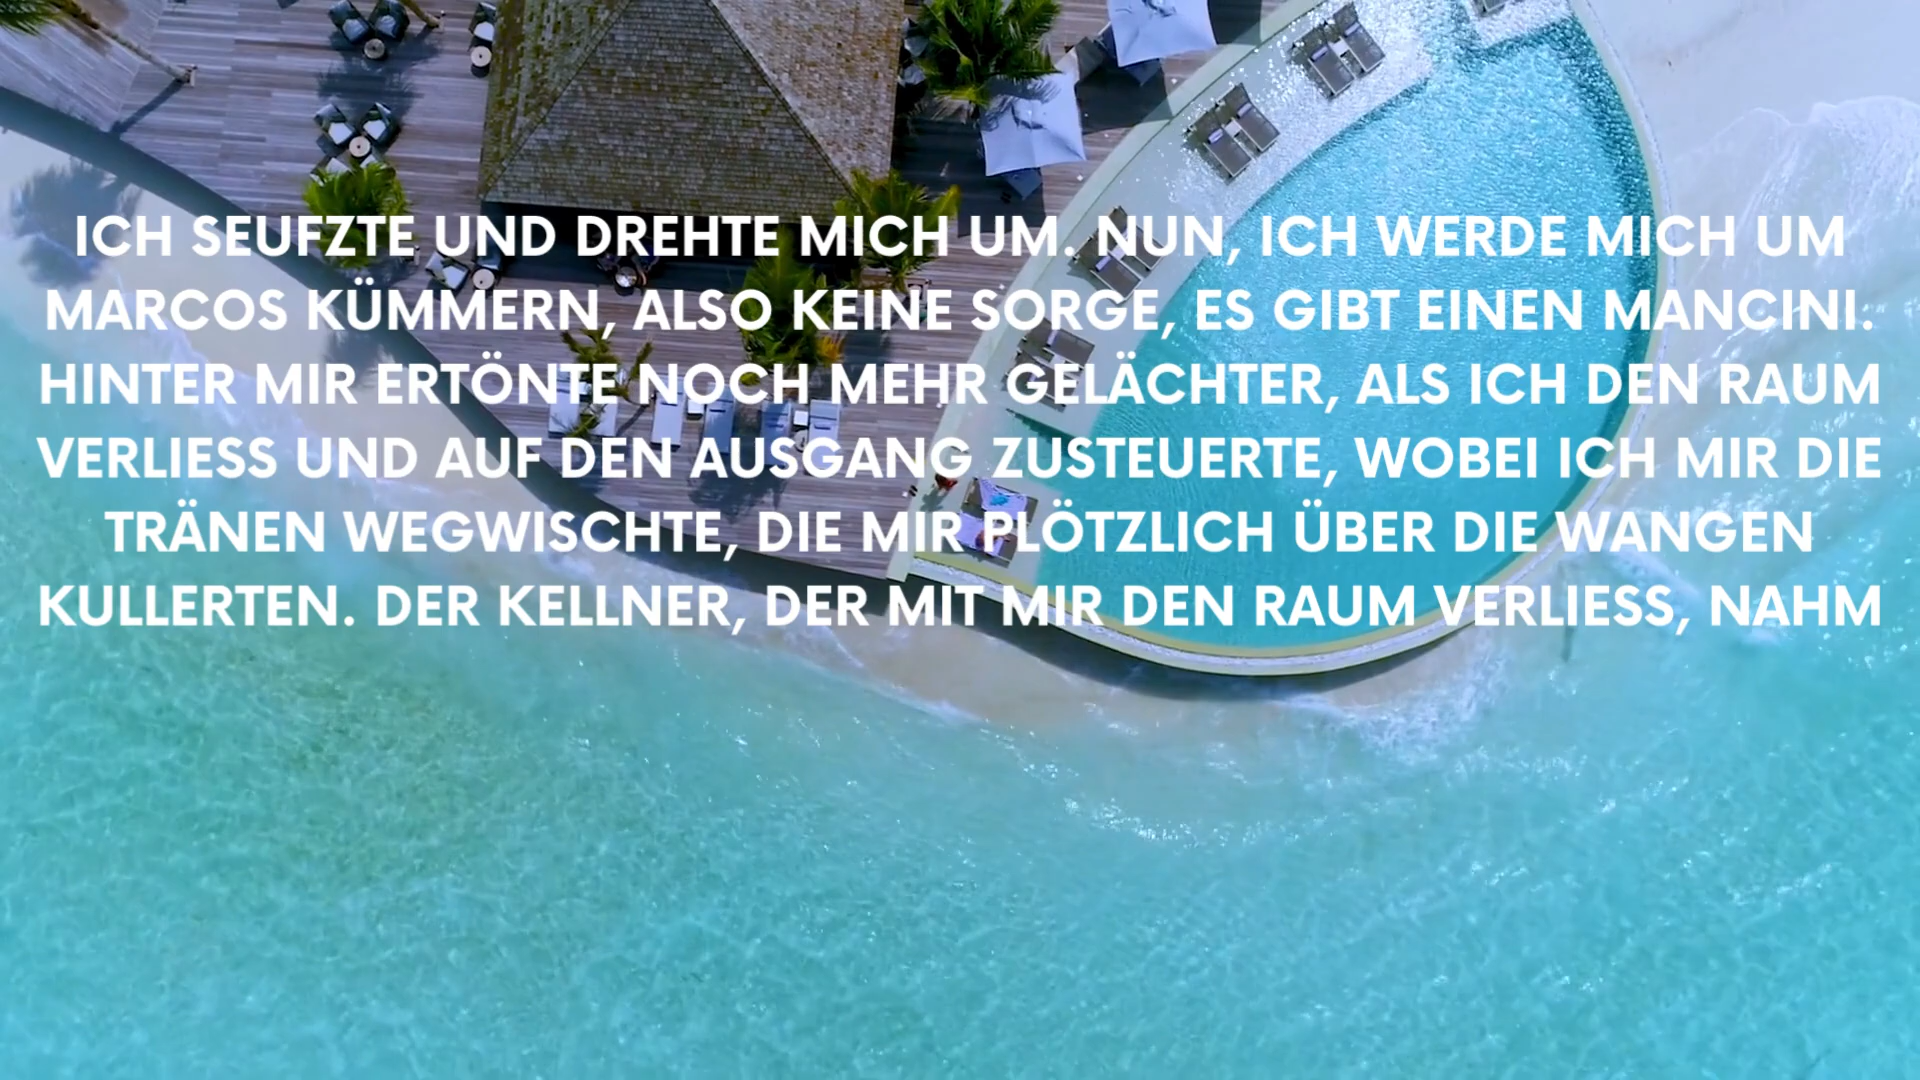 ICH SEUFZTE UND DREHTE MICH UM. NUN, ICH WERDE MICH UM
MARCOS KÜMMERN, ALSO KEINE SORGE, ES GIBT EINEN MANCINI.
HINTER MIR ERTÖNTE NOCH MEHR GELÄCHTER, ALS ICH DEN RAUM
VERLIESS UND AUF DEN AUSGANG ZUSTEUERTE, WOBEI ICH MIR DIE
TRÄNEN WEGWISCHTE, DIE MIR PLÖTZLICH ÜBER DIE WANGEN
KULLERTEN. DER KELLNER, DER MIT MIR DEN RAUM VERLIESS, NAHM